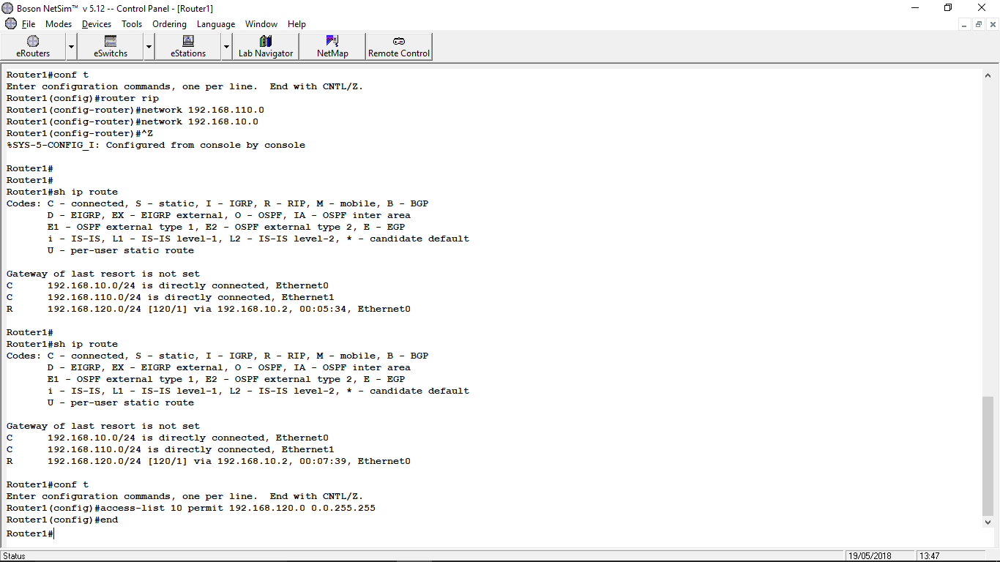 Boson NetSim™ v 5.12 -- Control Panel - [Router1]
File Modes Devices Tools Ordering Language Window Help
eRouters eSwitchs eStations Lab Navigator NetMap Remote Control
Router1#conf t
Enter configuration commands, one per line.  End with CNTL/Z.
Router1(config)#router rip
Router1(config-router)#network 192.168.110.0
Router1(config-router)#network 192.168.10.0
Router1(config-router)#^Z
%SYS-5-CONFIG_I: Configured from console by console
Router1#
Router1#
Router1#sh ip route
Codes: C - connected, S - static, I - IGRP, R - RIP, M - mobile, B - BGP
       D - EIGRP, EX - EIGRP external, O - OSPF, IA - OSPF inter area
       E1 - OSPF external type 1, E2 - OSPF external type 2, E - EGP
       i - IS-IS, L1 - IS-IS level-1, L2 - IS-IS level-2, * - candidate default
       U - per-user static route
Gateway of last resort is not set
C      192.168.10.0/24 is directly connected, Ethernet0
C      192.168.110.0/24 is directly connected, Ethernet1
R      192.168.120.0/24 [120/1] via 192.168.10.2, 00:05:34, Ethernet0
Router1#
Router1#sh ip route
Codes: C - connected, S - static, I - IGRP, R - RIP, M - mobile, B - BGP
       D - EIGRP, EX - EIGRP external, O - OSPF, IA - OSPF inter area
       E1 - OSPF external type 1, E2 - OSPF external type 2, E - EGP
       i - IS-IS, L1 - IS-IS level-1, L2 - IS-IS level-2, * - candidate default
       U - per-user static route
Gateway of last resort is not set
C      192.168.10.0/24 is directly connected, Ethernet0
C      192.168.110.0/24 is directly connected, Ethernet1
R      192.168.120.0/24 [120/1] via 192.168.10.2, 00:07:39, Ethernet0
Router1#conf t
Enter configuration commands, one per line.  End with CNTL/Z.
Router1(config)#access-list 10 permit 192.168.120.0 0.0.255.255
Router1(config)#end
Router1#
Status 19/05/2018 13:47